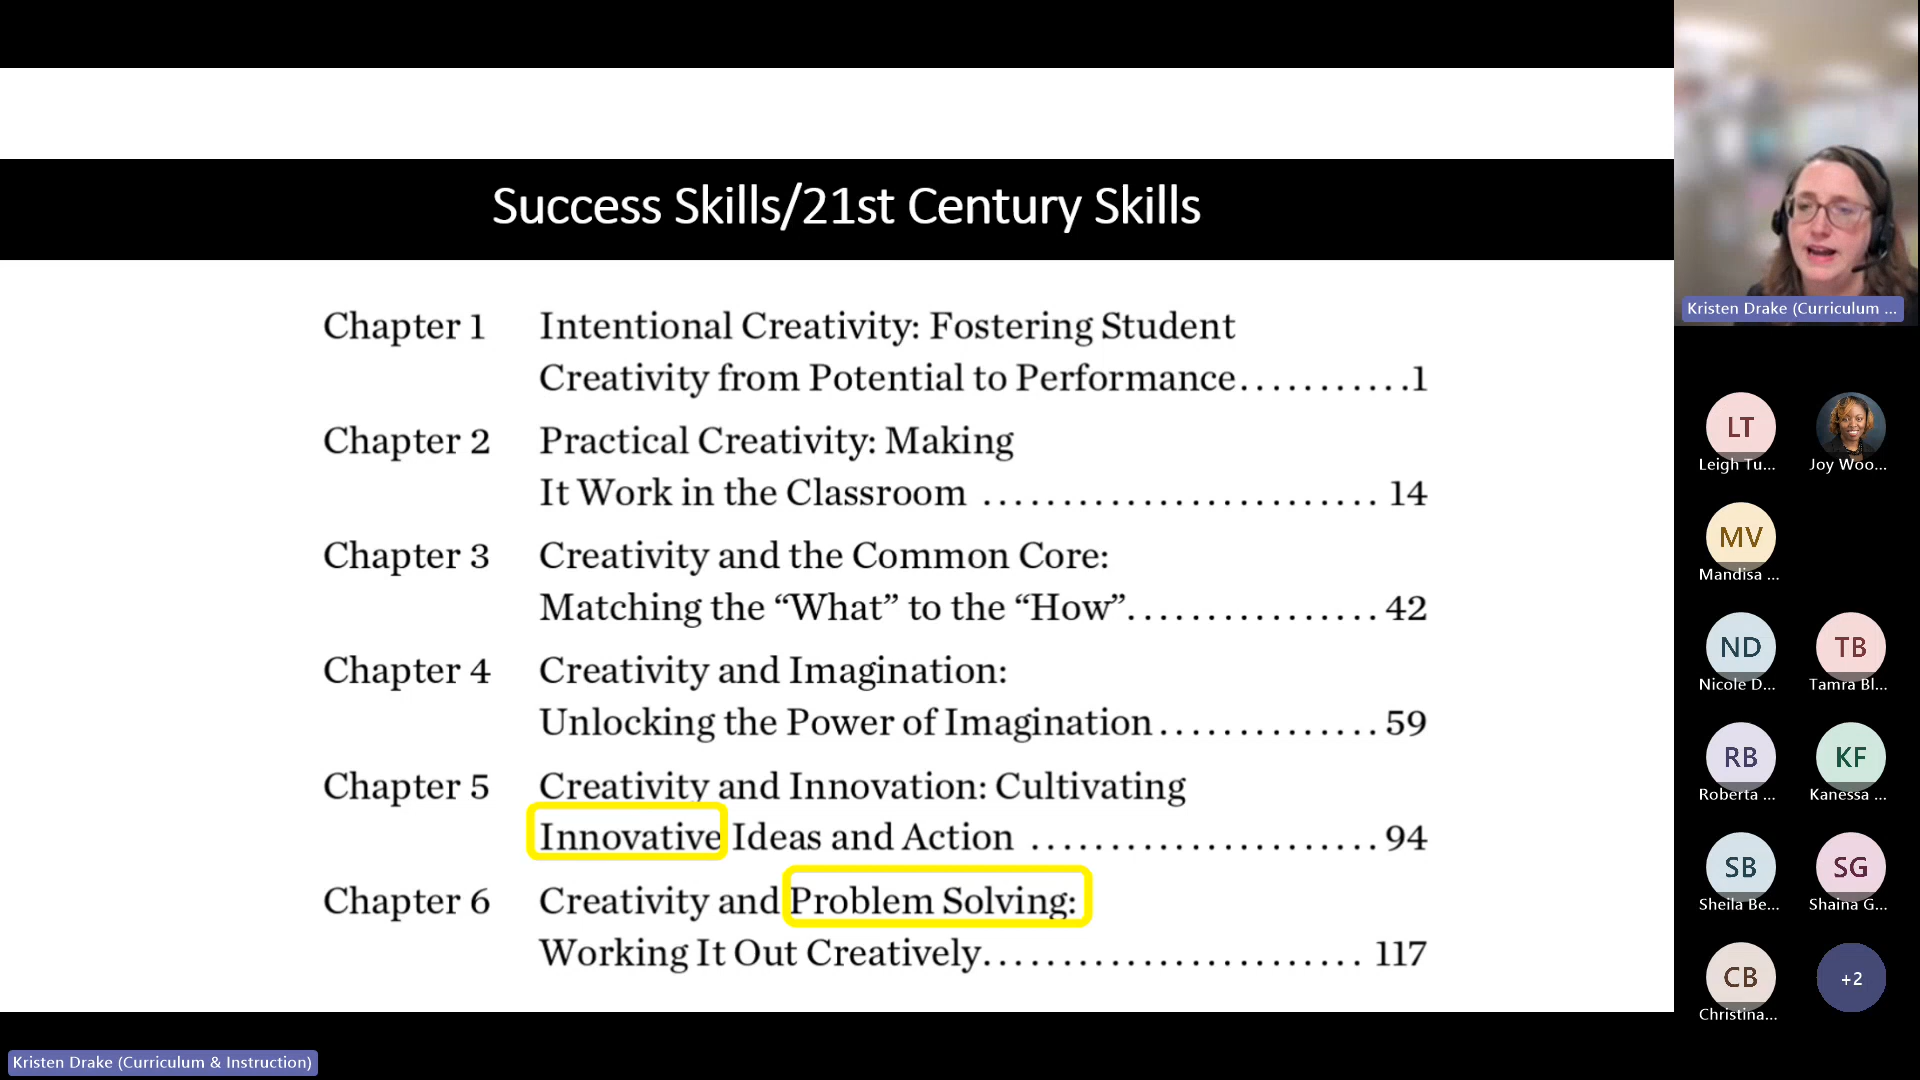 Success Skills/21st Century Skills
Chapter 1 Intentional Creativity: Fostering Student
Creativity from Potential to Performance...........1
Chapter 2 Practical Creativity: Making
It Work in the Classroom ......................... 14
Chapter 3 Creativity and the Common Core:
Matching the “What” to the “How”................ 42
Chapter 4 Creativity and Imagination:
Unlocking the Power of Imagination.............. 59
Chapter 5 Creativity and Innovation: Cultivating
Innovative Ideas and Action ...................... 94
Chapter 6 Creativity and Problem Solving:
Working It Out Creatively........................ 117
Kristen Drake (Curriculum & Instruction)
Kristen Drake (Curriculum ...
LT
Leigh Tu...
Joy Woo...
MV
Mandisa ...
ND
Nicole D...
TB
Tamra Bl...
RB
Roberta ...
KF
Kanessa ...
SB
Sheila Be...
SG
Shaina G...
CB
Christina...
+2